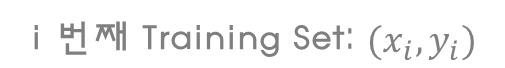 i 번째 Training Set: (𝑥ᵢ, 𝑦ᵢ)